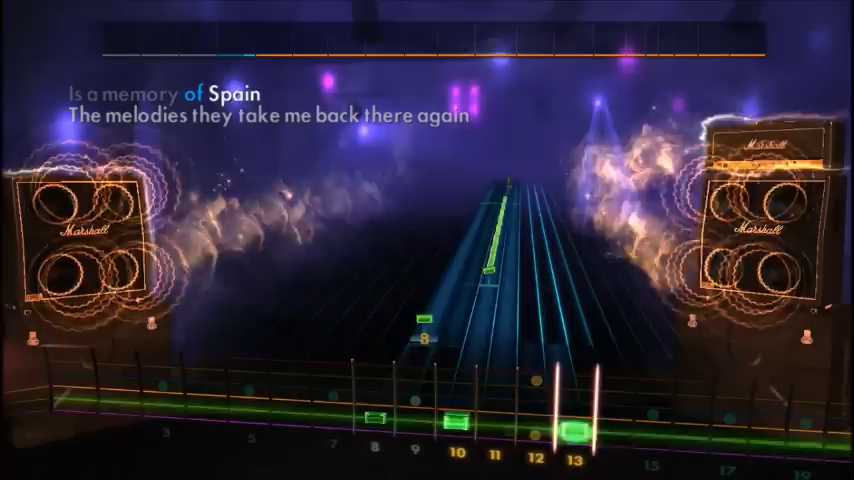 Is a memory of Spain
The melodies they take me back there again
Marshall
Marshall
Marshall
8
3 5 7 8 9 10 11 12 13 15 17 19